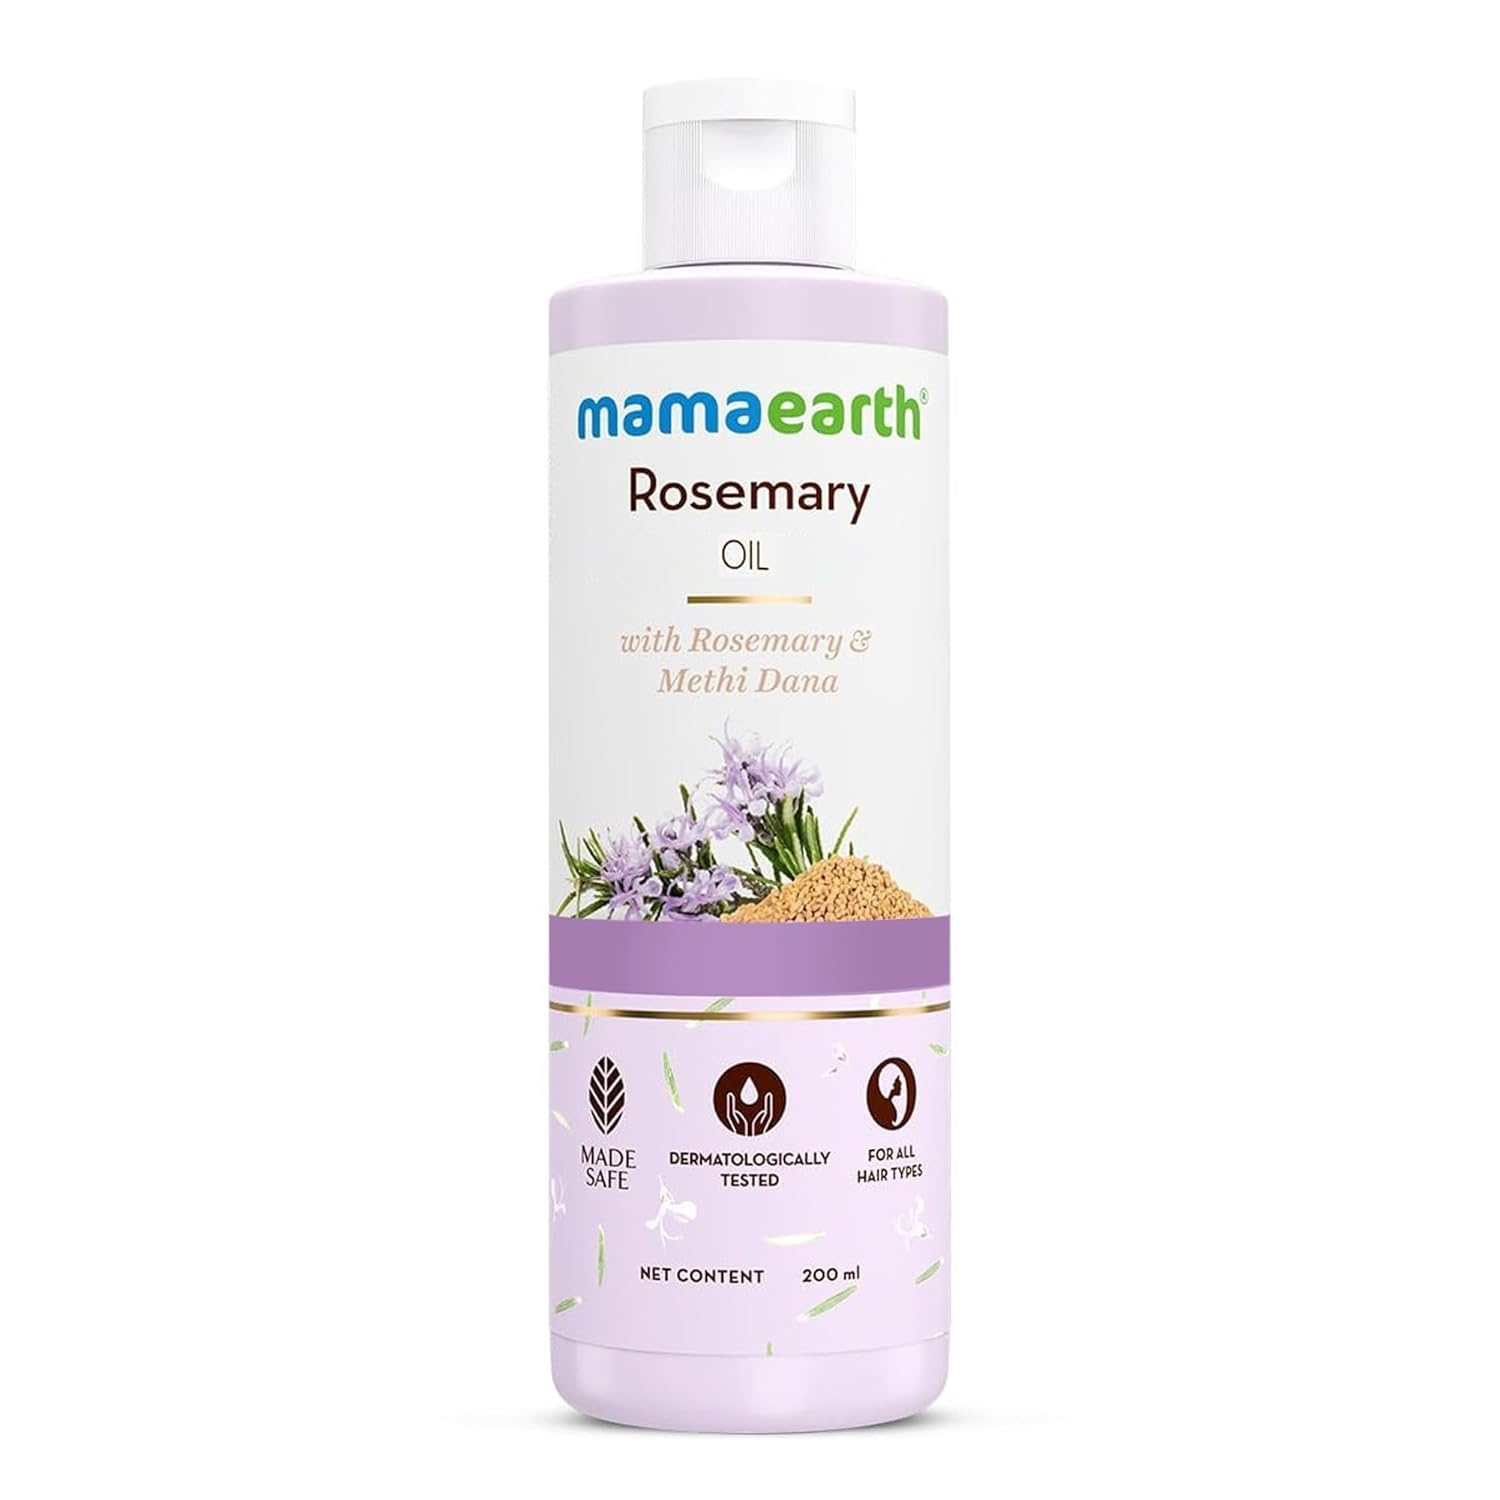 mamaearth®
Rosemary
OIL
with Rosemary &
Methi Dana
MADE
SAFE
DERMATOLOGICALLY
TESTED
FOR ALL
HAIR TYPES
NET CONTENT 200 ml